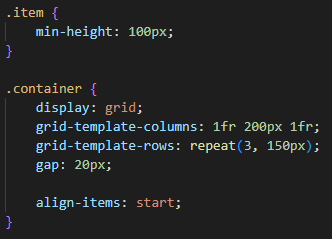 .item {
    min-height: 100px;
}

.container {
    display: grid;
    grid-template-columns: 1fr 200px 1fr;
    grid-template-rows: repeat(3, 150px);
    gap: 20px;

    align-items: start;
}